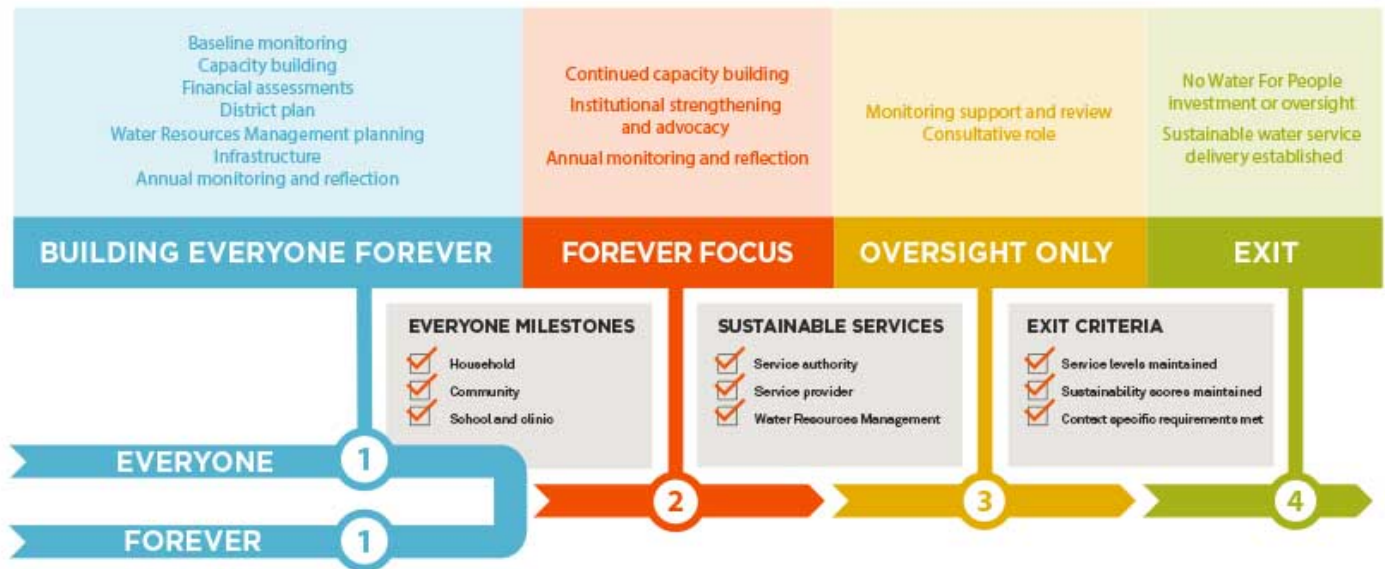 Baseline monitoring
Capacity building
Financial assessments
District plan
Water Resources Management planning
Infrastructure
Annual monitoring and reflection
Continued capacity building
Institutional strengthening
and advocacy
Annual monitoring and reflection
Monitoring support and review
Consultative role
No Water For People
investment or oversight
Sustainable water service
delivery established
BUILDING EVERYONE FOREVER
FOREVER FOCUS
OVERSIGHT ONLY
EXIT
EVERYONE MILESTONES
Household
Community
School and clinic
SUSTAINABLE SERVICES
Service authority
Service provider
Water Resources Management
EXIT CRITERIA
Service levels maintained
Sustainability scores maintained
Context specific requirements met
EVERYONE
1
FOREVER
1
2
3
4